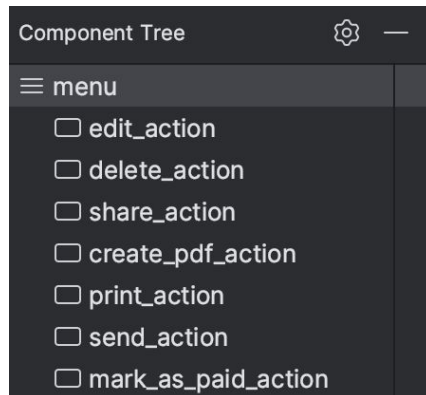 Component Tree
menu
edit_action
delete_action
share_action
create_pdf_action
print_action
send_action
mark_as_paid_action